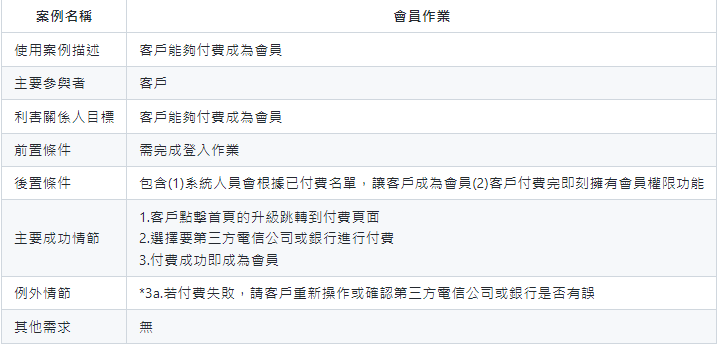 案例名稱 會員作業
使用案例描述 客戶能夠付費成為會員
主要參與者 客戶
利害關係人目標 客戶能夠付費成為會員
前置條件 需完成登入作業
後置條件 包含(1)系統人員會根據已付費名單，讓客戶成為會員(2)客戶付費完即刻擁有會員權限功能
主要成功情節 1.客戶點擊首頁的升級跳轉到付費頁面
2.選擇要第三方電信公司或銀行進行付費
3.付費成功即成為會員
例外情節 *3a.若付費失敗，請客戶重新操作或確認第三方電信公司或銀行是否有誤
其他需求 無